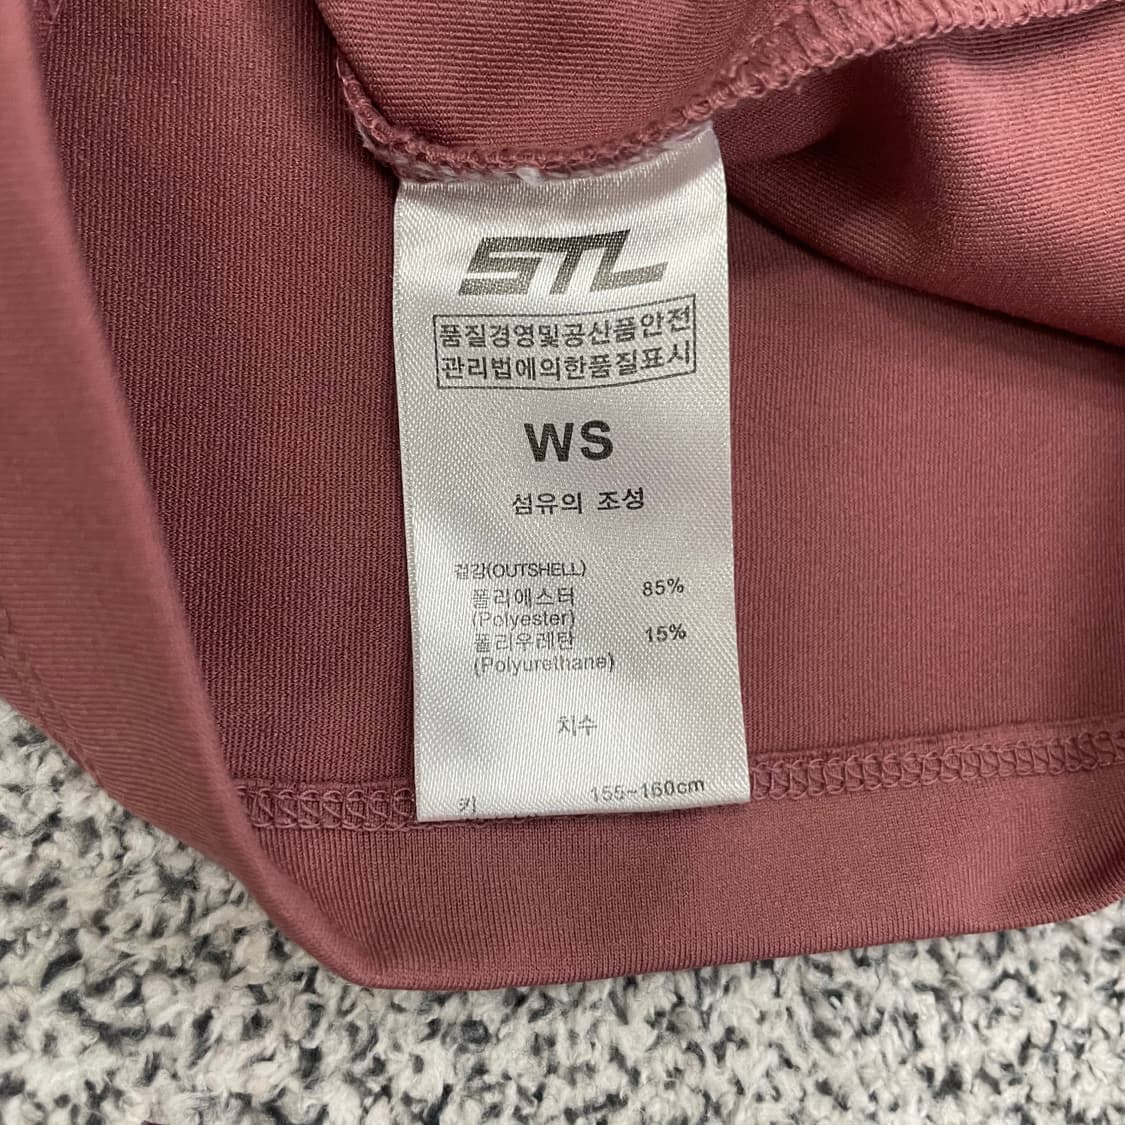 STL
품질경영및공산품안전
관리법에의한품질표시
WS
섬유의 조성
겉감(OUTSHELL)
폴리에스터 85%
(Polyester)
폴리우레탄 15%
(Polyurethane)
치수
키 155~160cm